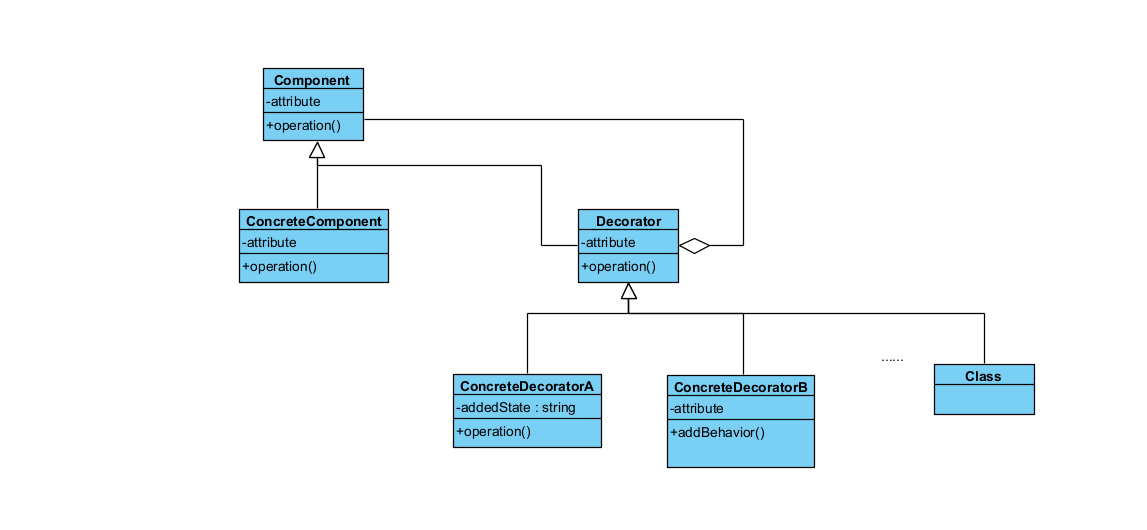 Component
-attribute
+operation()
ConcreteComponent
-attribute
+operation()
Decorator
-attribute
+operation()
ConcreteDecoratorA
-addedState : string
+operation()
ConcreteDecoratorB
-attribute
+addBehavior()
......
Class